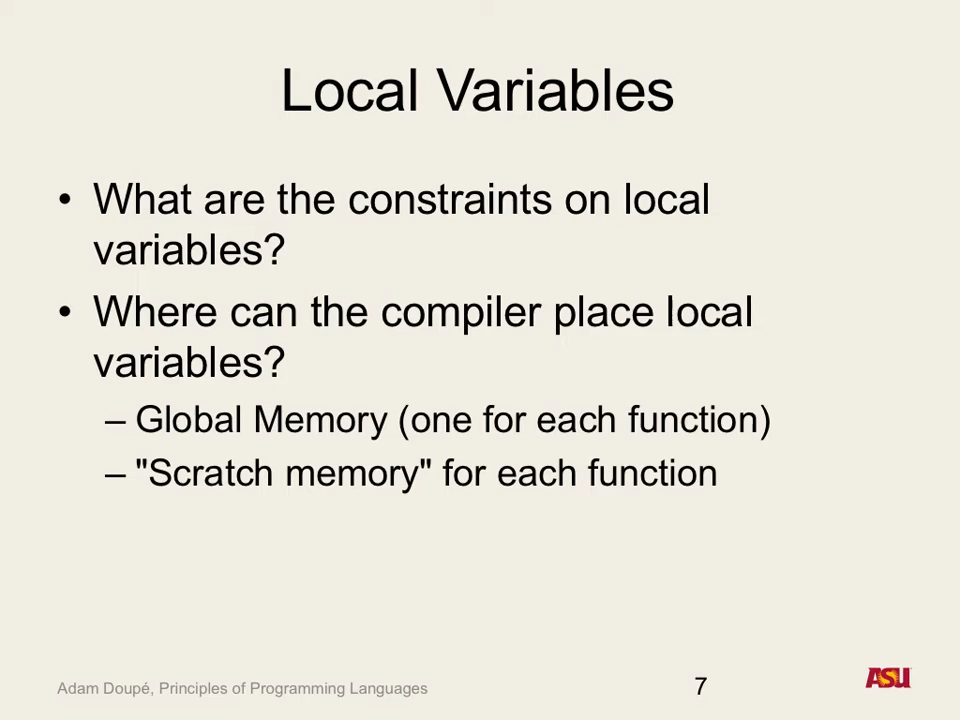 Local Variables
• What are the constraints on local
variables?
• Where can the compiler place local
variables?
– Global Memory (one for each function)
– "Scratch memory" for each function
Adam Doupé, Principles of Programming Languages
7
ASU